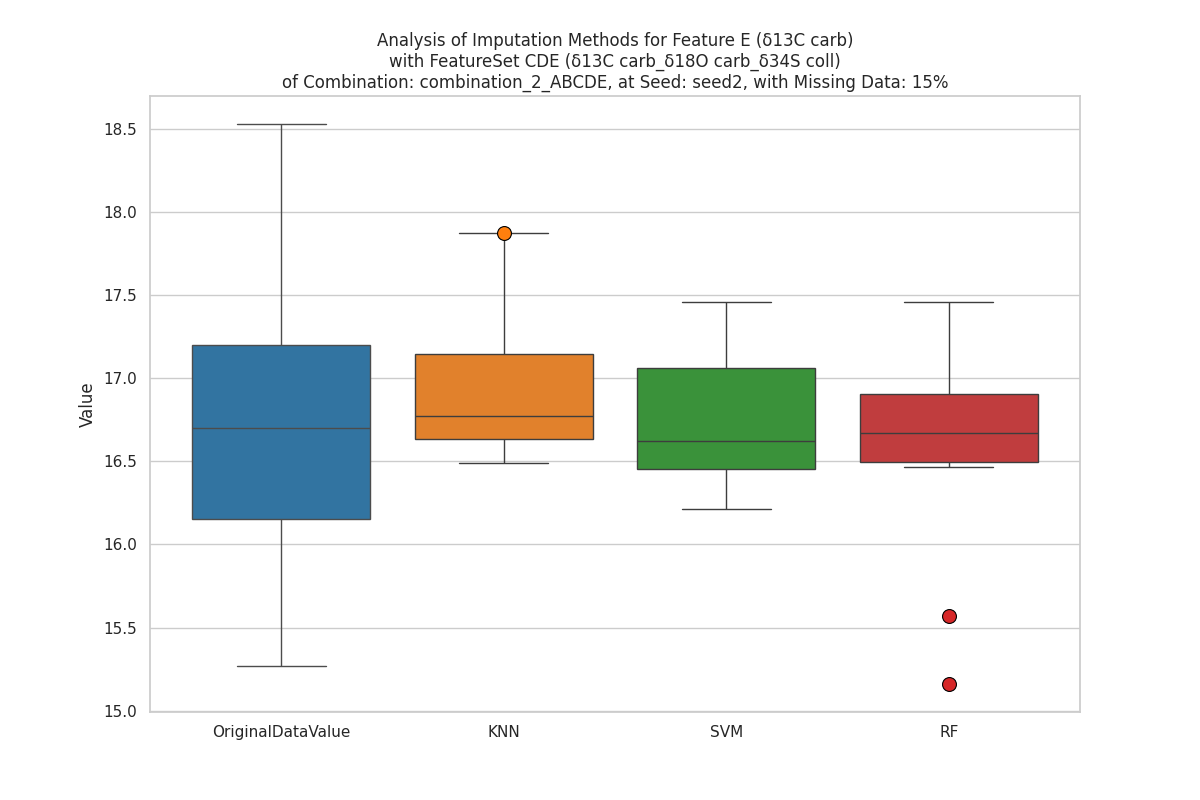 Analysis of Imputation Methods for Feature E (δ13C carb)
with FeatureSet CDE (δ13C carb_δ18O carb_δ34S coll)
of Combination: combination_2_ABCDE, at Seed: seed2, with Missing Data: 15%
18.5
18.0
17.5
17.0
16.5
16.0
15.5
15.0
Value
OriginalDataValue
KNN
SVM
RF